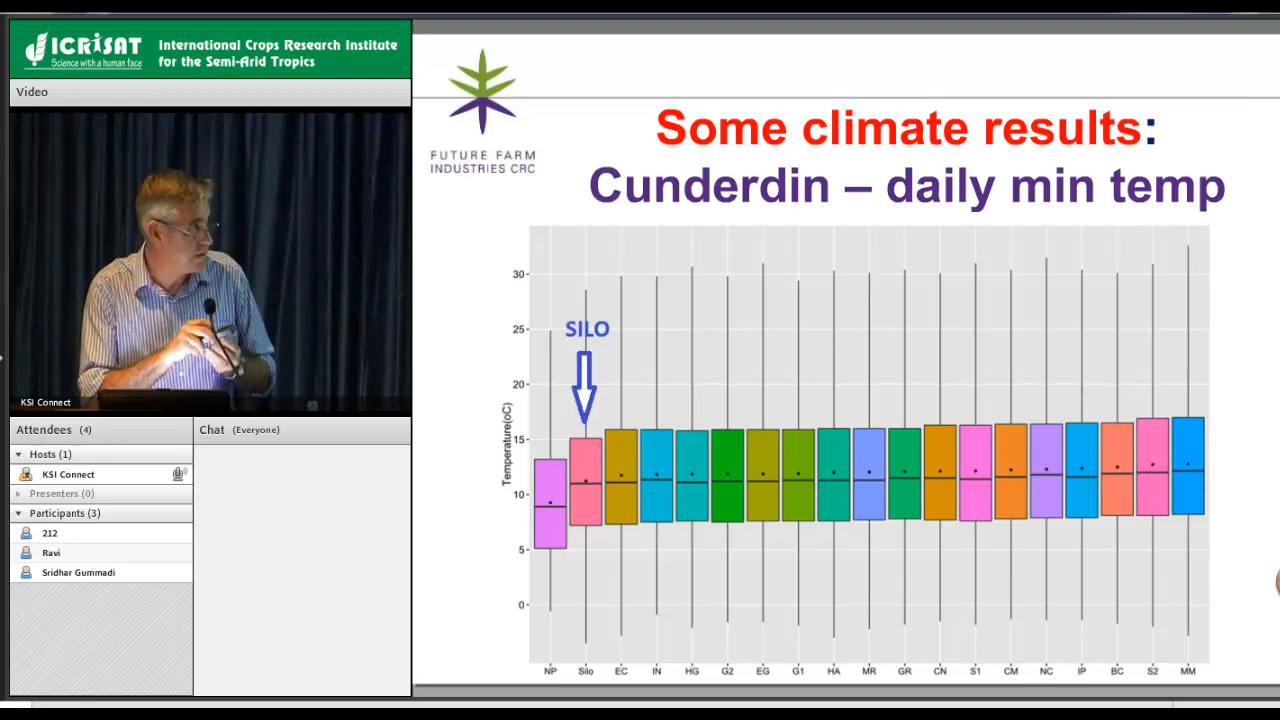 ICRISAT
Science with a human face
International Crops Research Institute
for the Semi-Arid Tropics
Video
KSI Connect
Attendees (4)
Hosts (1)
KSI Connect
Presenters (0)
Participants (3)
212
Ravi
Sridhar Gummadi
Chat (Everyone)
FUTURE FARM
INDUSTRIES CRC
Some climate results:
Cunderdin – daily min temp
SILO
Temperature(oC)
30
25
20
15
10
5
0
NP Silo EC IN HG G2 EG G1 HA MR GR CN S1 CM NC IP BC S2 MM